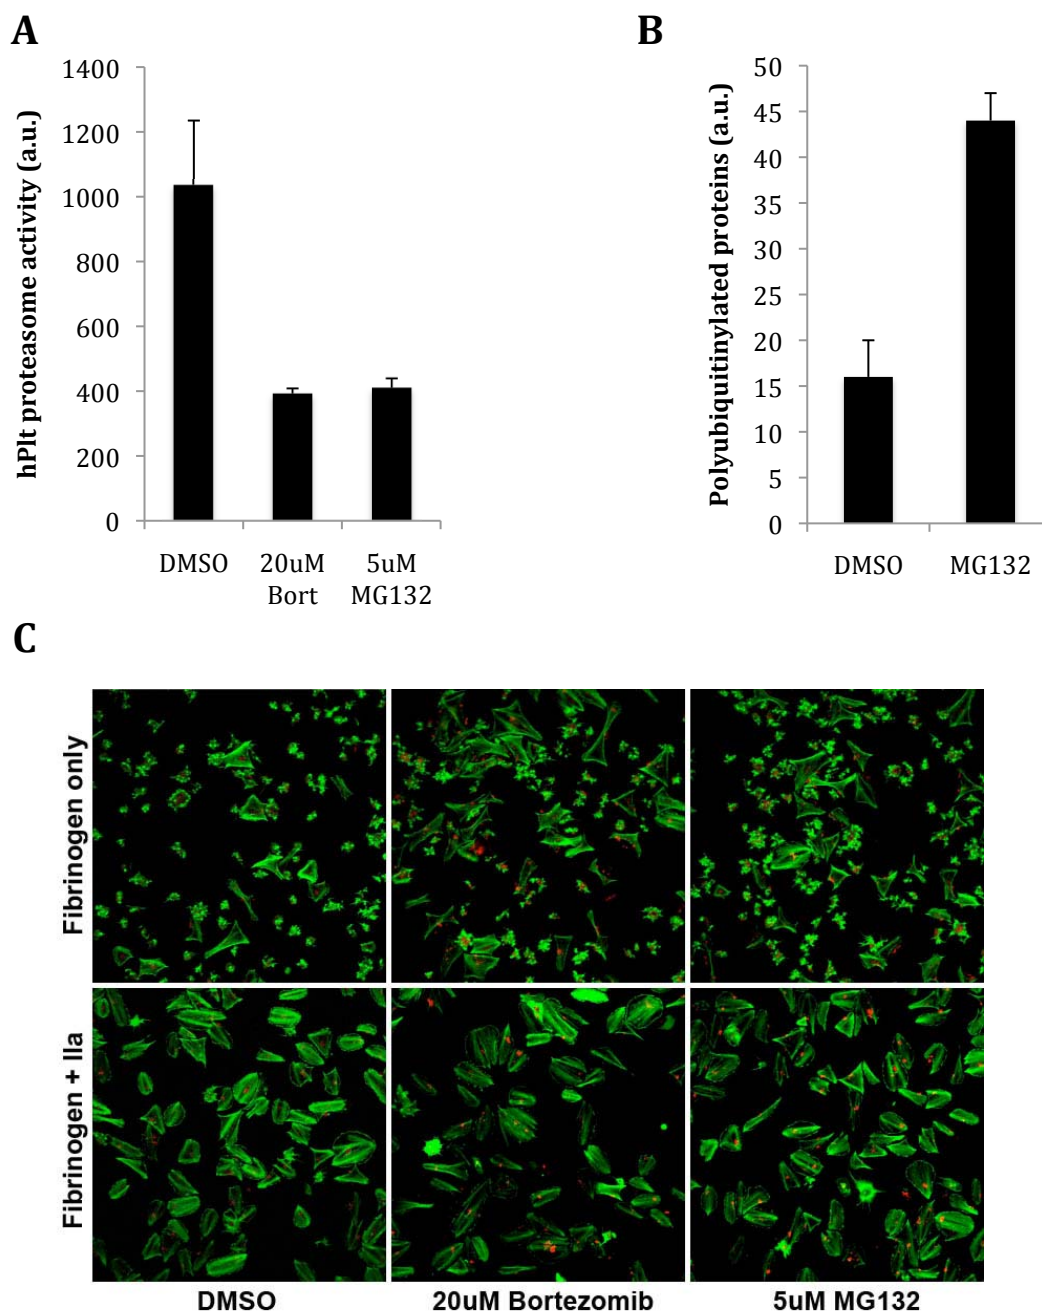 A
hPlt proteasome activity (a.u.)
1400
1200
1000
800
600
400
200
0
DMSO
20uM
Bort
5uM
MG132
B
Polyubiquitinylated proteins (a.u.)
50
45
40
35
30
25
20
15
10
5
0
DMSO
MG132
C
Fibrinogen only
Fibrinogen + IIa
DMSO
20uM Bortezomib
5uM MG132